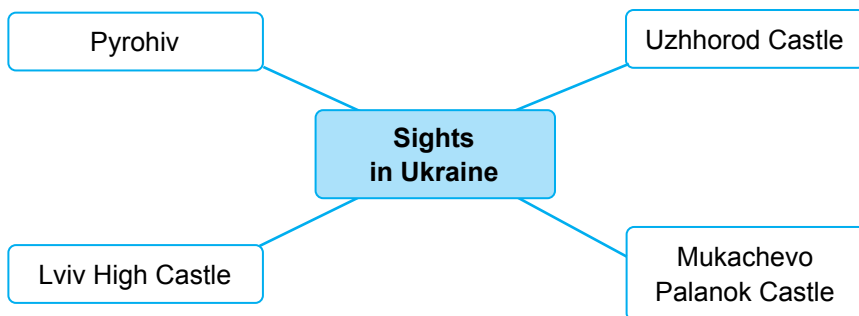 Pyrohiv
Uzhhorod Castle
Sights
in Ukraine
Lviv High Castle
Mukachevo
Palanok Castle